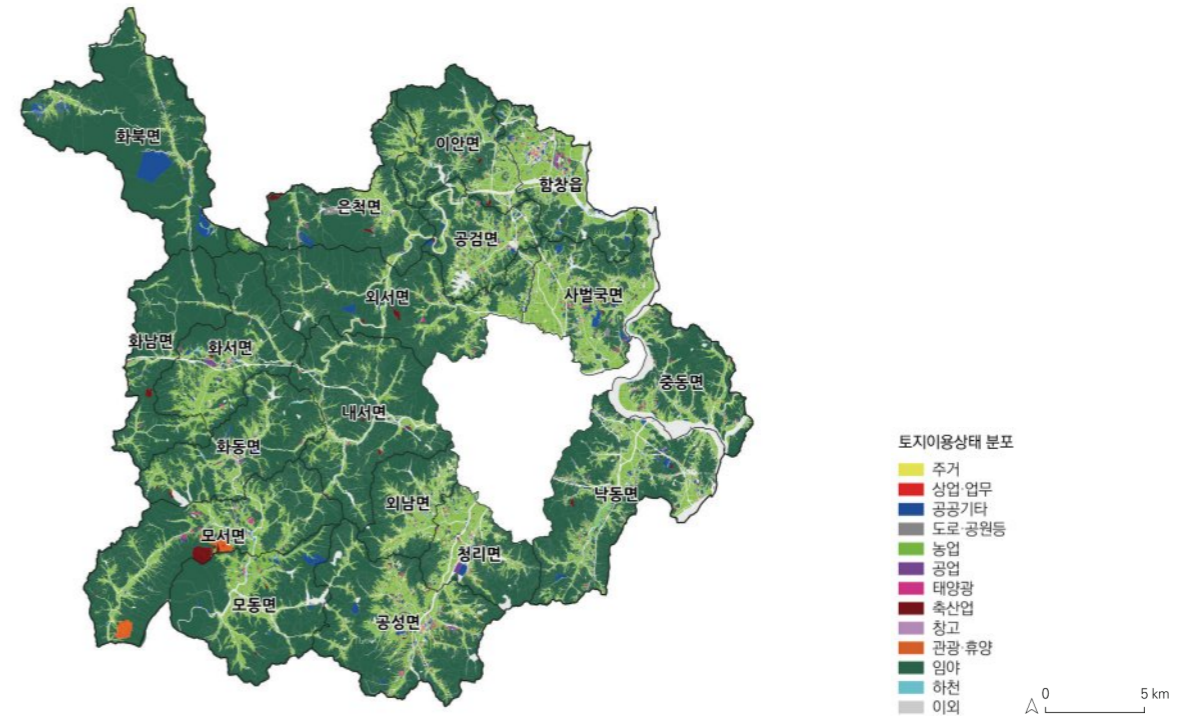 화북면
이안면
함창읍
은척면
공검면
외서면
사벌국면
화남면
화서면
중동면
내서면
화동면
낙동면
외남면
모서면
청리면
모동면
공성면
토지이용상태 분포
주거
상업·업무
공공기타
도로·공원등
농업
공업
태양광
축산업
창고
관광·휴양
임야
하천
이외
0 5 km